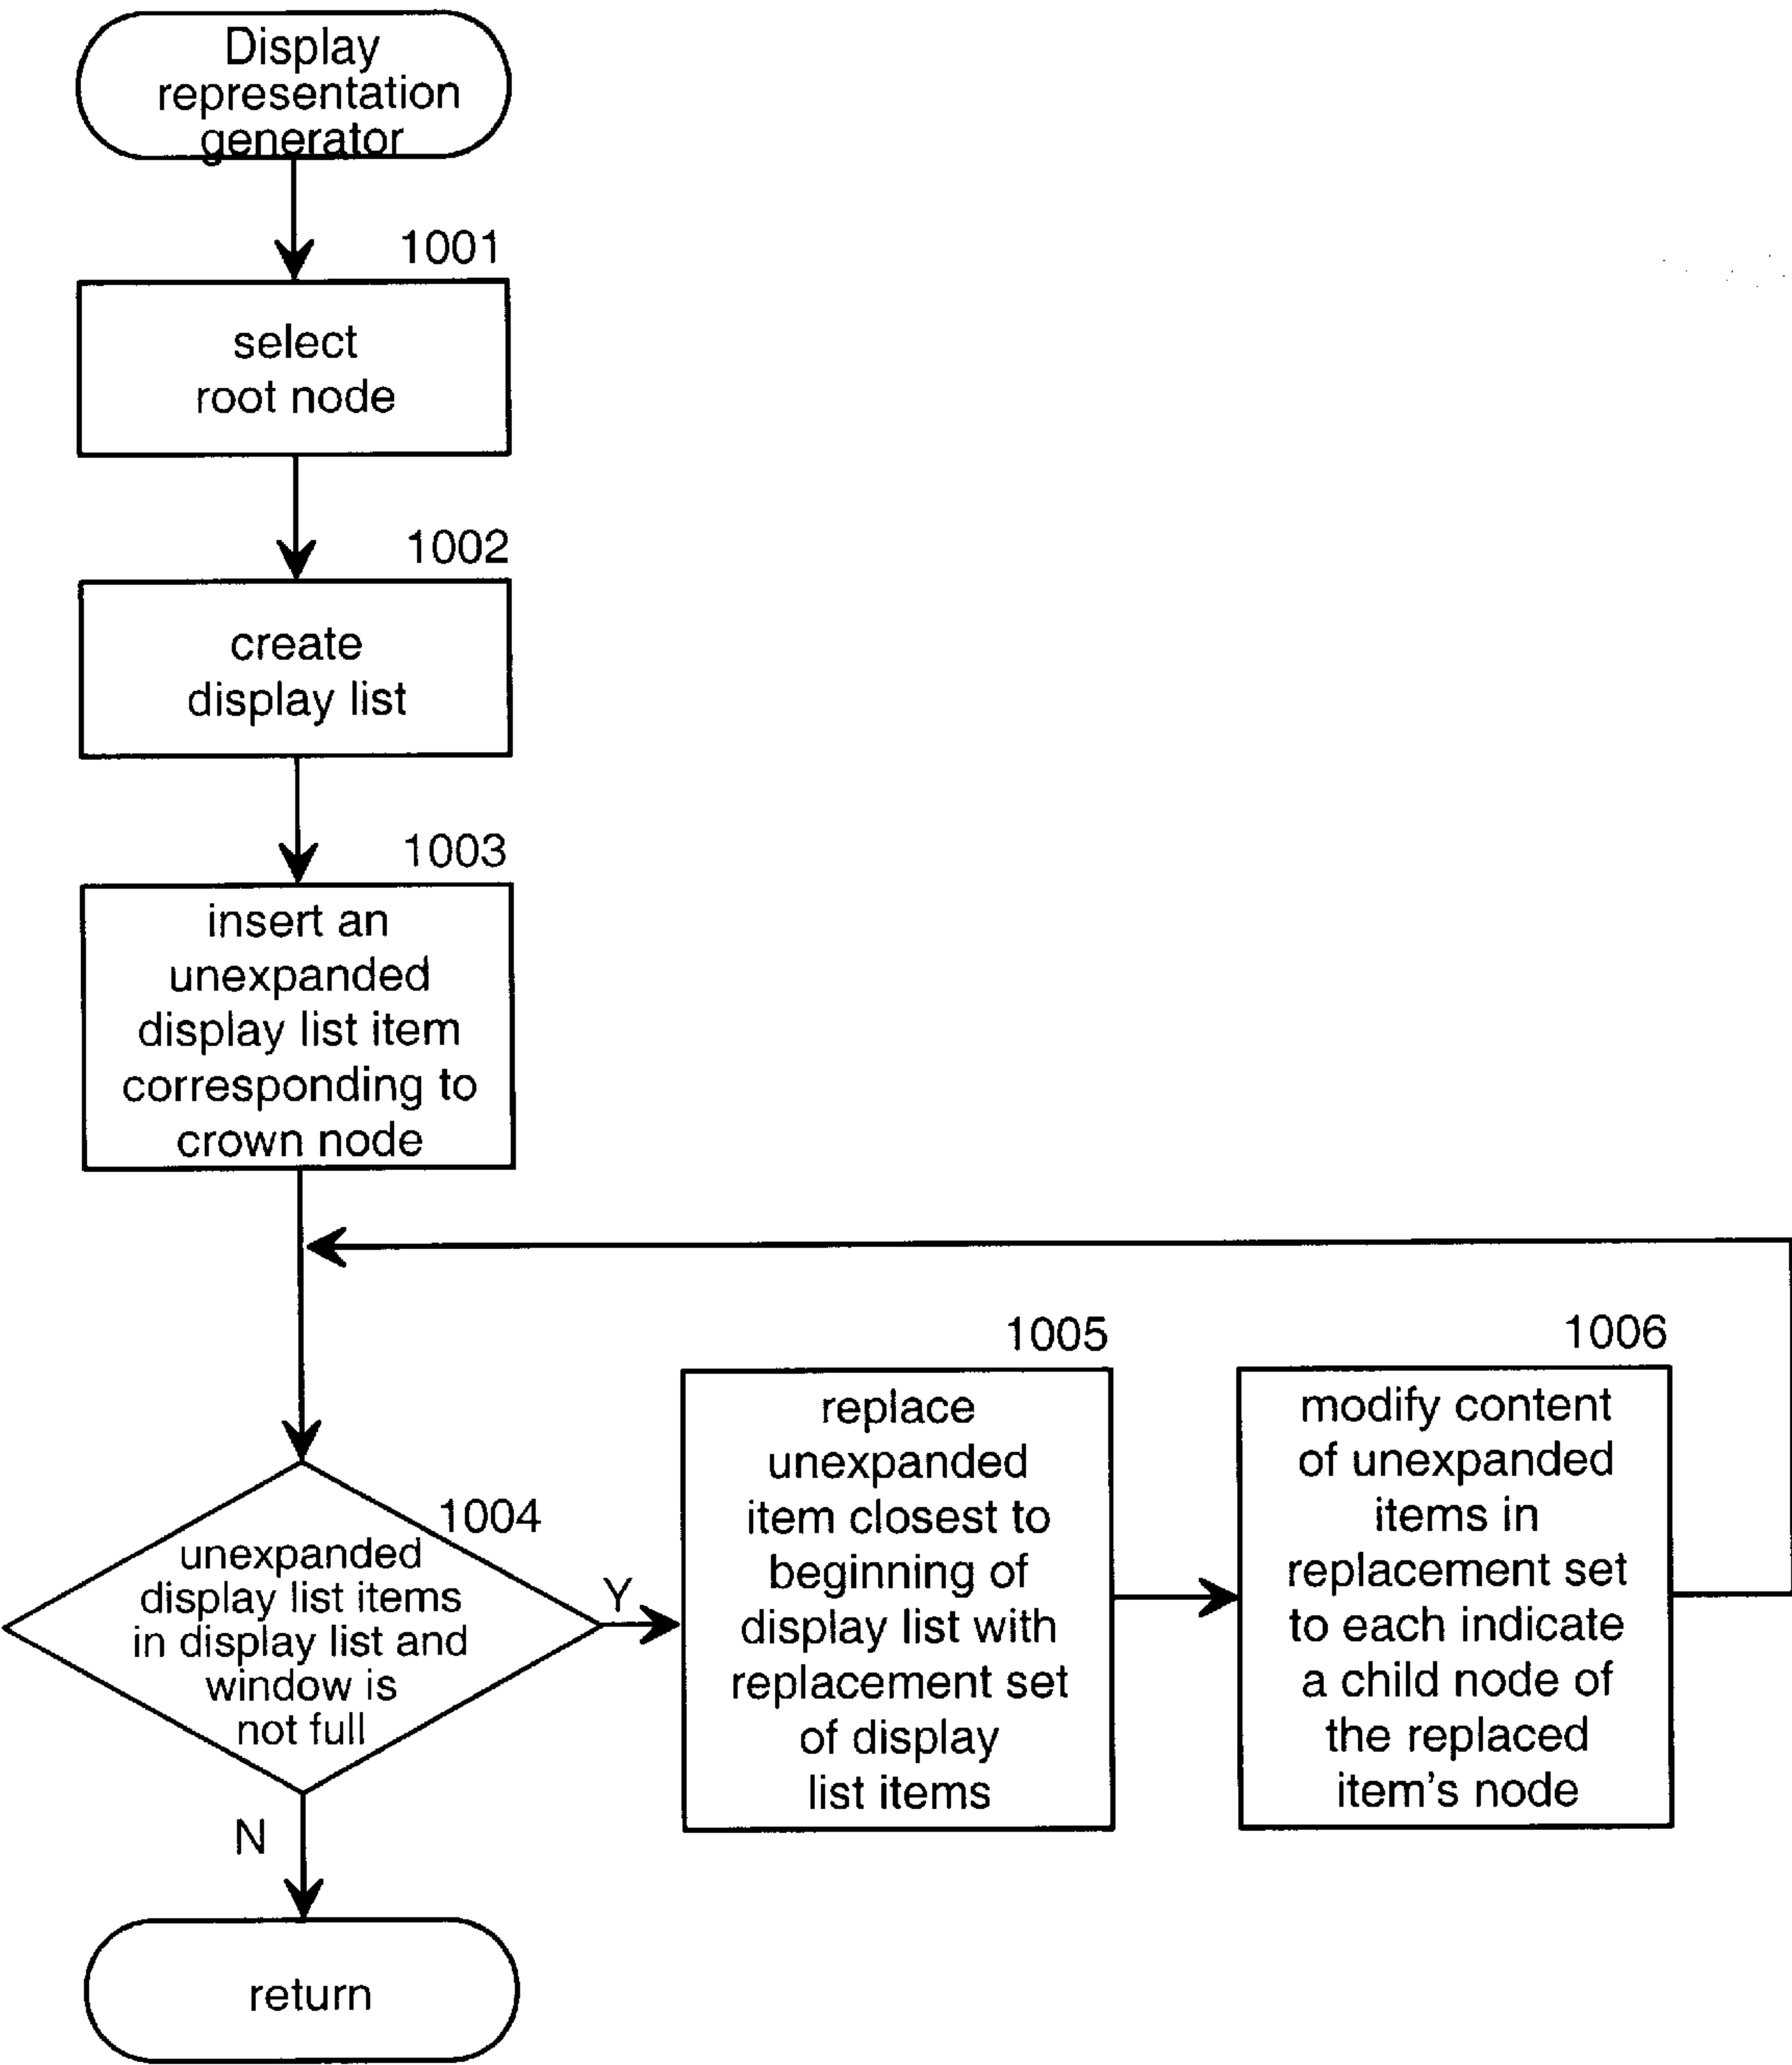 Display
representation
generator
1001
select
root node
1002
create
display list
1003
insert an
unexpanded
display list item
corresponding to
crown node
1004
unexpanded
display list items
in display list and
window is
not full
Y
N
1005
replace
unexpanded
item closest to
beginning of
display list with
replacement set
of display
list items
1006
modify content
of unexpanded
items in
replacement set
to each indicate
a child node of
the replaced
item's node
return